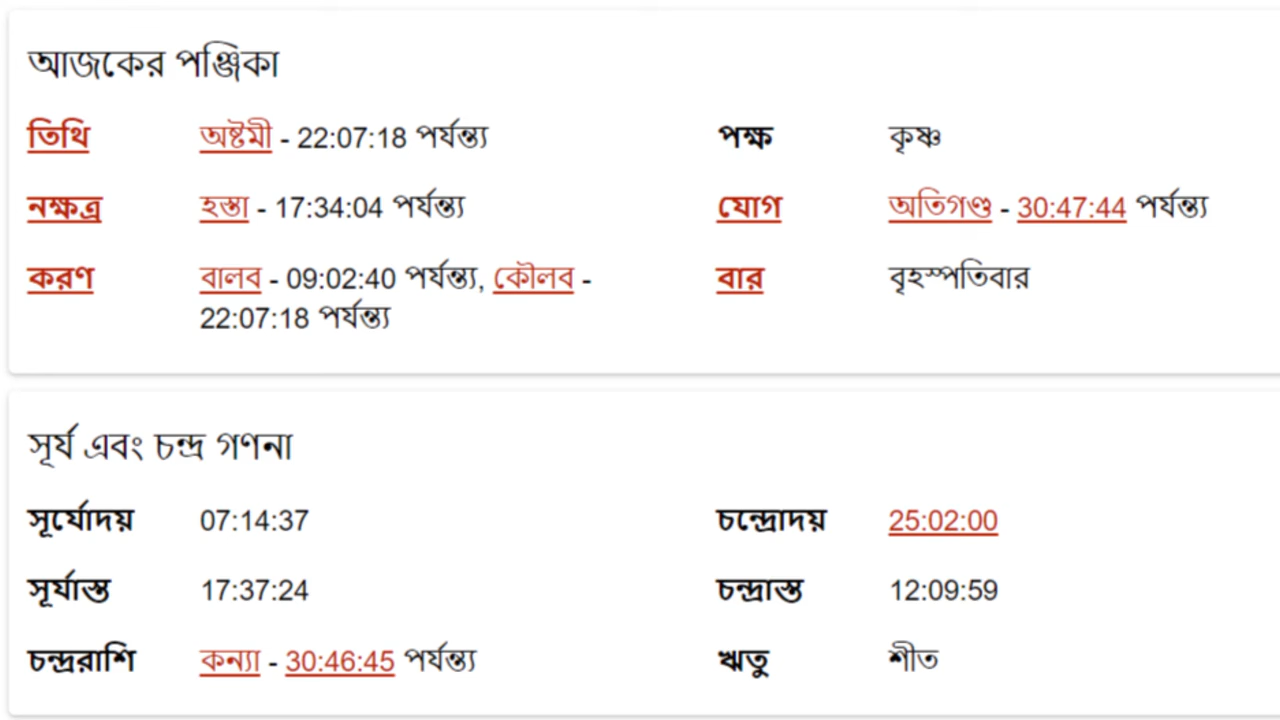 আজকের পঞ্জিকা
তিথি অষ্টমী - 22:07:18 পর্যন্ত্য পক্ষ কৃষ্ণ
নক্ষত্র হস্তা - 17:34:04 পর্যন্ত্য যোগ অতিগণ্ড - 30:47:44 পর্যন্ত্য
করণ বালব - 09:02:40 পর্যন্ত্য, কৌলব - বার বৃহস্পতিবার
22:07:18 পর্যন্ত্য
সূর্য এবং চন্দ্র গণনা
সূর্যোদয় 07:14:37 চন্দ্রোদয় 25:02:00
সূর্যাস্ত 17:37:24 চন্দ্রাস্ত 12:09:59
চন্দ্ররাশি কন্যা - 30:46:45 পর্যন্ত্য ঋতু শীত